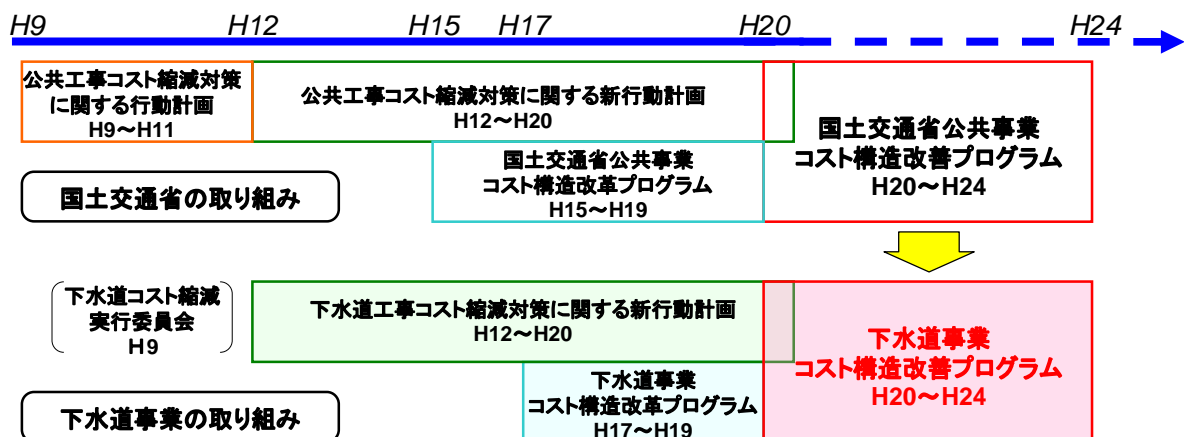 H9 H12 H15 H17 H20 H24
公共工事コスト縮減対策
に関する行動計画
H9～H11
公共工事コスト縮減対策に関する新行動計画
H12～H20
国土交通省公共事業
コスト構造改革プログラム
H15～H19
国土交通省公共事業
コスト構造改善プログラム
H20～H24
国土交通省の取り組み
下水道コスト縮減
実行委員会
H9
下水道工事コスト縮減対策に関する新行動計画
H12～H20
下水道事業
コスト構造改革プログラム
H17～H19
下水道事業
コスト構造改善プログラム
H20～H24
下水道事業の取り組み